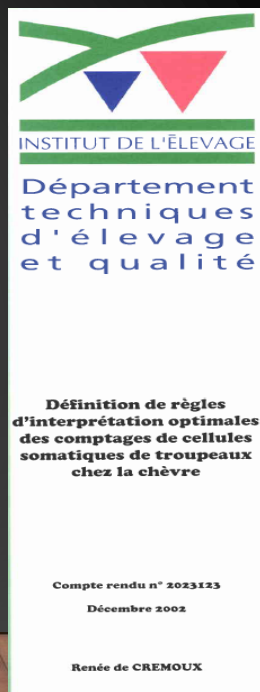 INSTITUT DE L'ÉLEVAGE
Département
techniques
d'élevage
et qualité
Définition de règles
d'interprétation optimales
des comptages de cellules
somatiques de troupeaux
chez la chèvre
Compte rendu n° 2023123
Décembre 2002
Renée de CREMOUX